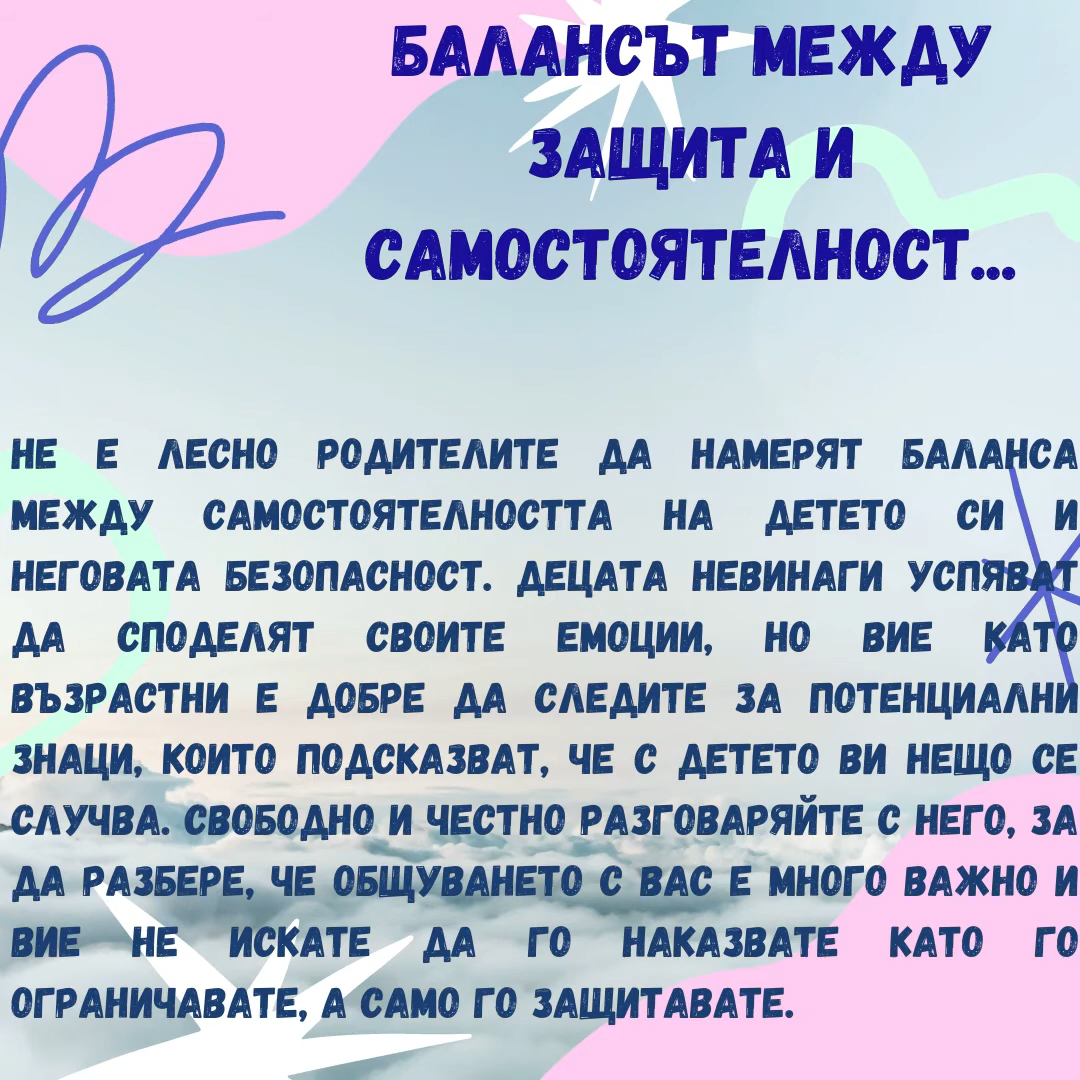 БАЛАНСЪТ МЕЖДУ
ЗАЩИТА И
САМОСТОЯТЕЛНОСТ...
НЕ Е ЛЕСНО РОДИТЕЛИТЕ ДА НАМЕРЯТ БАЛАНСА
МЕЖДУ САМОСТОЯТЕЛНОСТТА НА ДЕТЕТО СИ И
НЕГОВАТА БЕЗОПАСНОСТ. ДЕЦАТА НЕВИНАГИ УСПЯВАТ
ДА СПОДЕЛЯТ СВОИТЕ ЕМОЦИИ, НО ВИЕ КАТО
ВЪЗРАСТНИ Е ДОБРЕ ДА СЛЕДИТЕ ЗА ПОТЕНЦИАЛНИ
ЗНАЦИ, КОИТО ПОДСКАЗВАТ, ЧЕ С ДЕТЕТО ВИ НЕЩО СЕ
СЛУЧВА. СВОБОДНО И ЧЕСТНО РАЗГОВАРЯЙТЕ С НЕГО, ЗА
ДА РАЗБЕРЕ, ЧЕ ОБЩУВАНЕТО С ВАС Е МНОГО ВАЖНО И
ВИЕ НЕ ИСКАТЕ ДА ГО НАКАЗВАТЕ КАТО ГО
ОГРАНИЧАВАТЕ, А САМО ГО ЗАЩИТАВАТЕ.